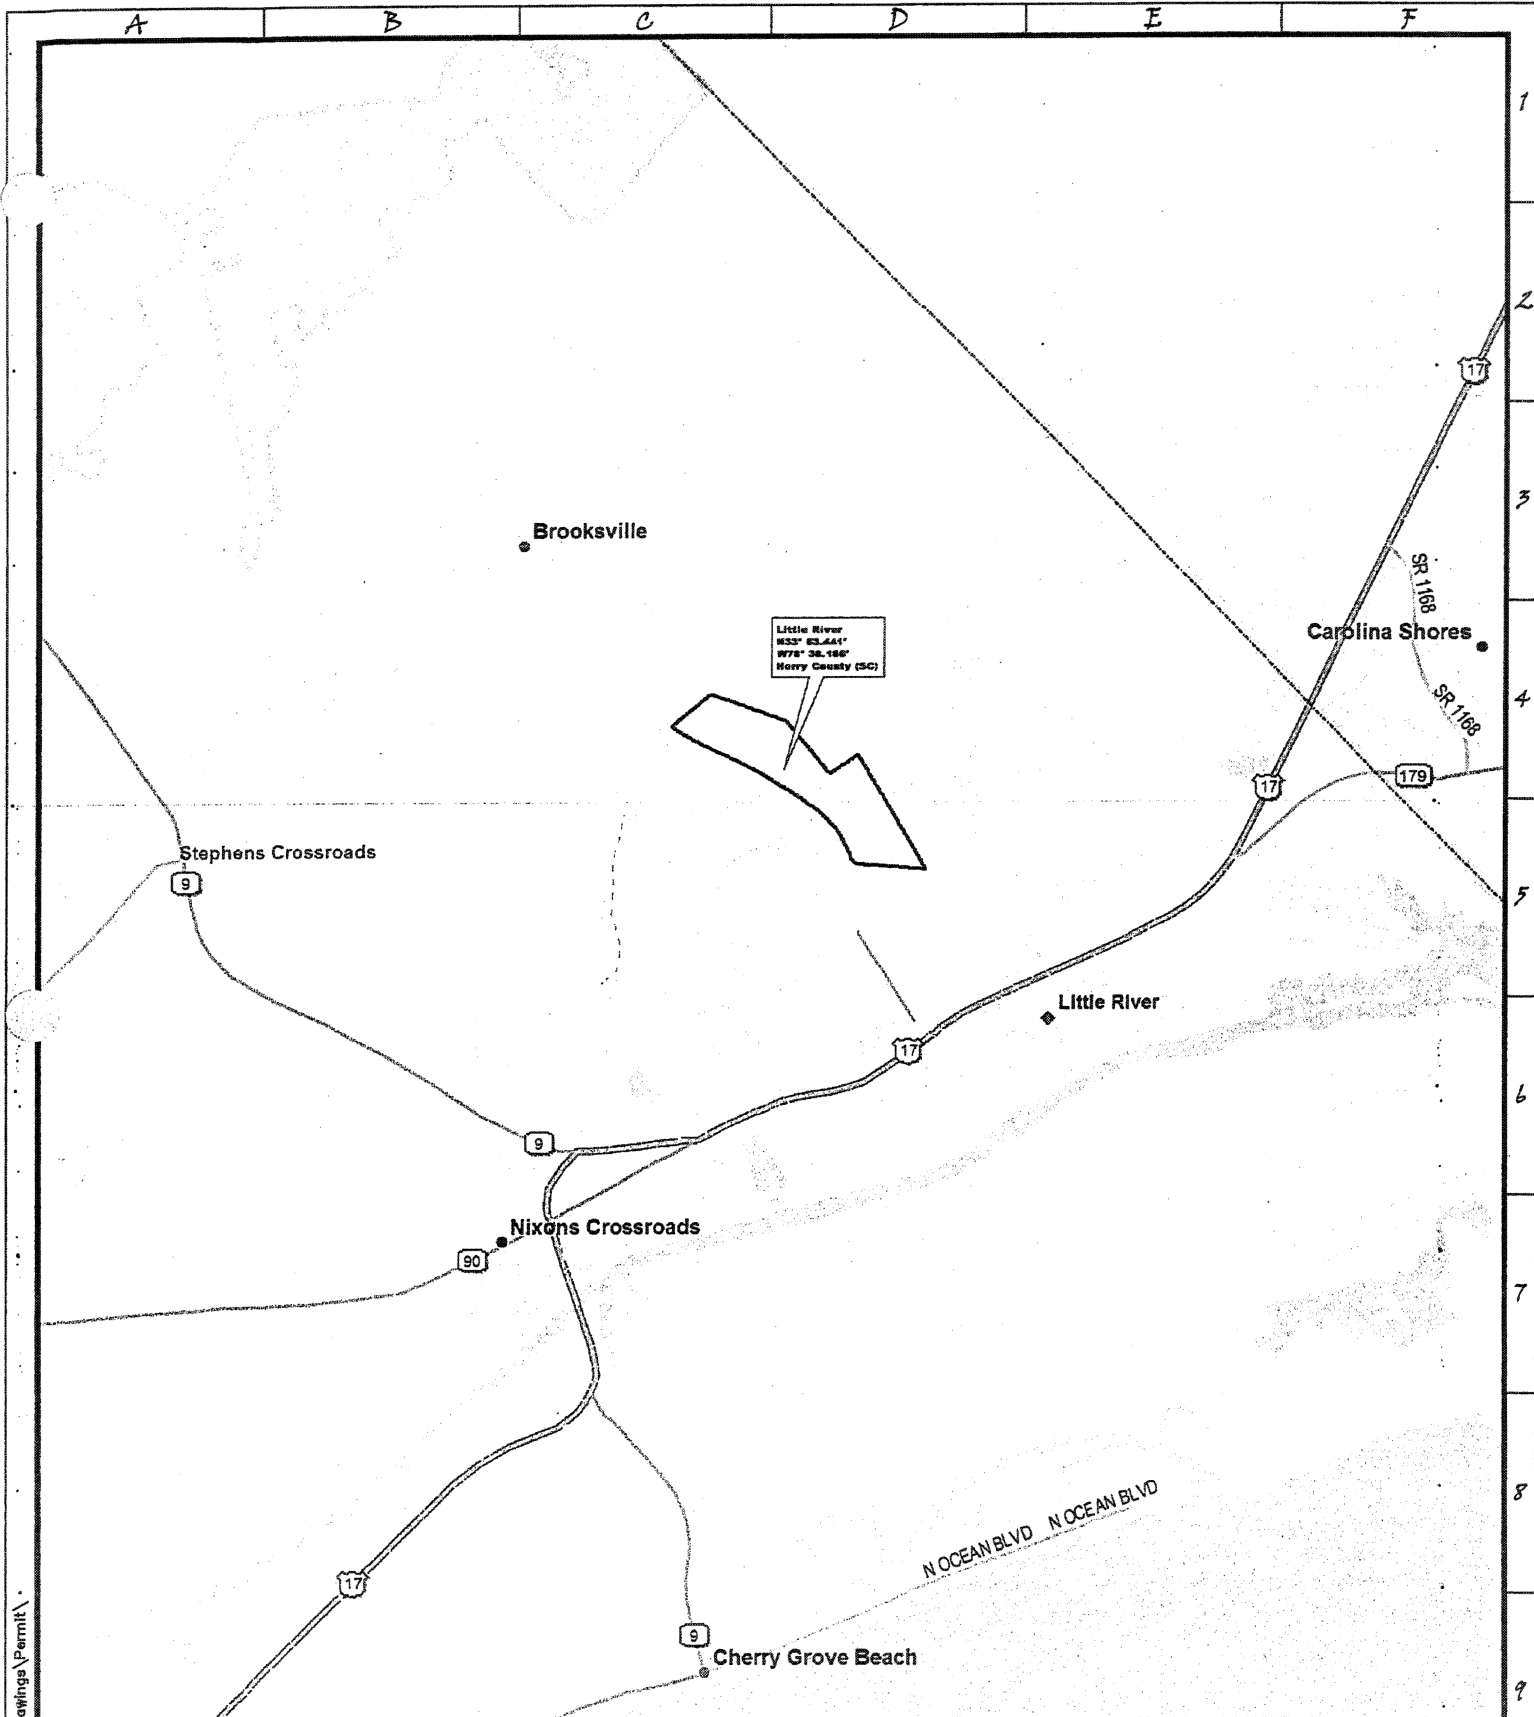 A B C D E F
1
2
17
3
Brooksville
SR 1168
Little River
Carolina Shores
Horry County (SC)
SR 1168
4
179
17
Stephens Crossroads
9
5
Little River
17
6
9
Nixons Crossroads
90
7
8
N OCEAN BLVD N OCEAN BLVD
17
9
Cherry Grove Beach
9
awings\Permit\